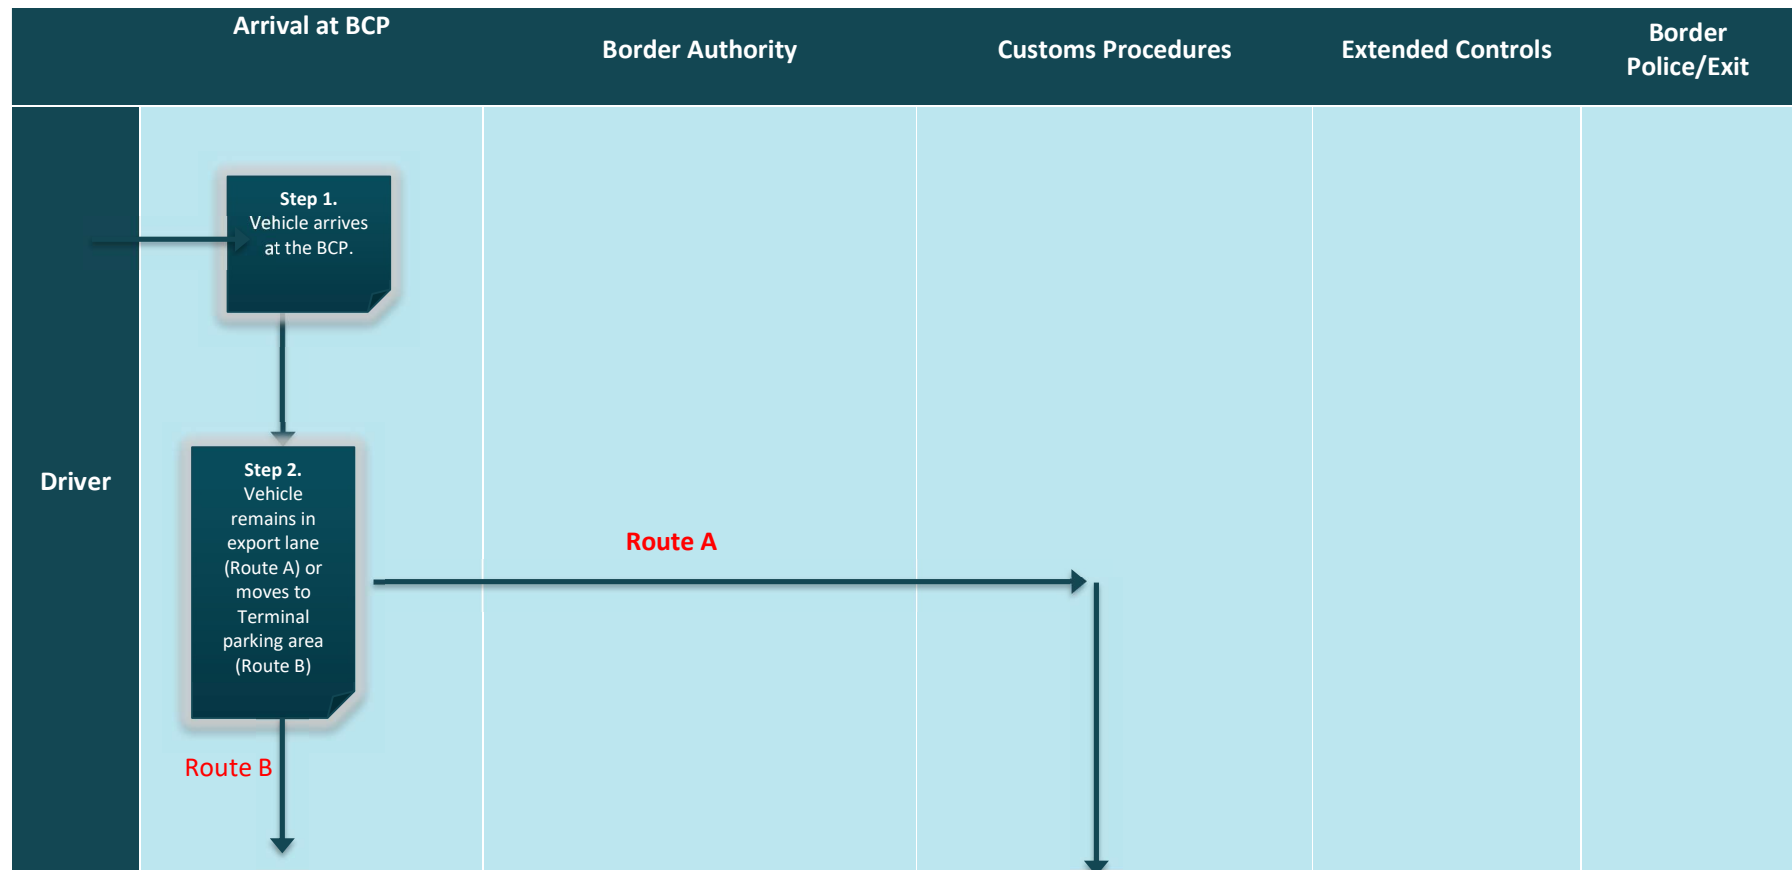 Arrival at BCP
Border Authority
Customs Procedures
Extended Controls
Border
Police/Exit
Driver
Step 1.
Vehicle arrives
at the BCP.
Step 2.
Vehicle
remains in
export lane
(Route A) or
moves to
Terminal
parking area
(Route B)
Route A
Route B